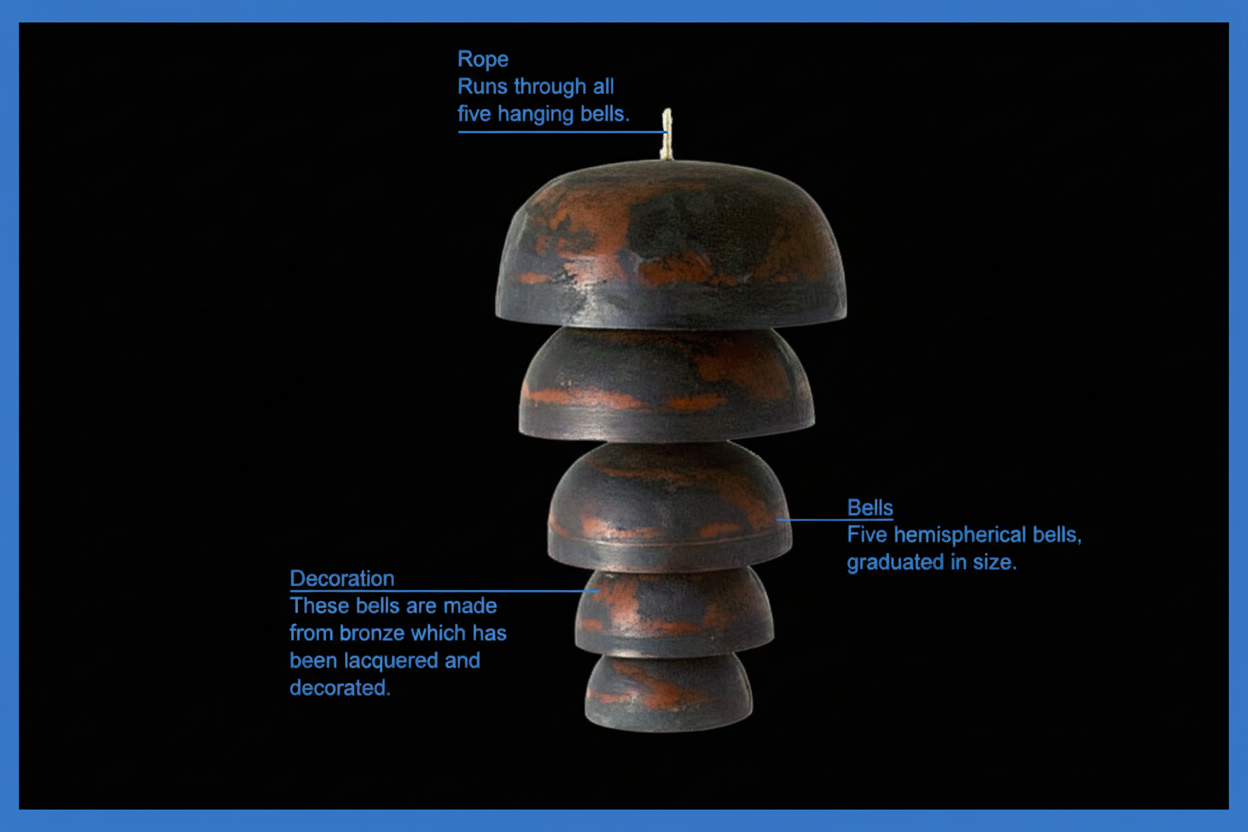 Rope
Runs through all
five hanging bells.
Bells
Five hemispherical bells,
graduated in size.
Decoration
These bells are made
from bronze which has
been lacquered and
decorated.